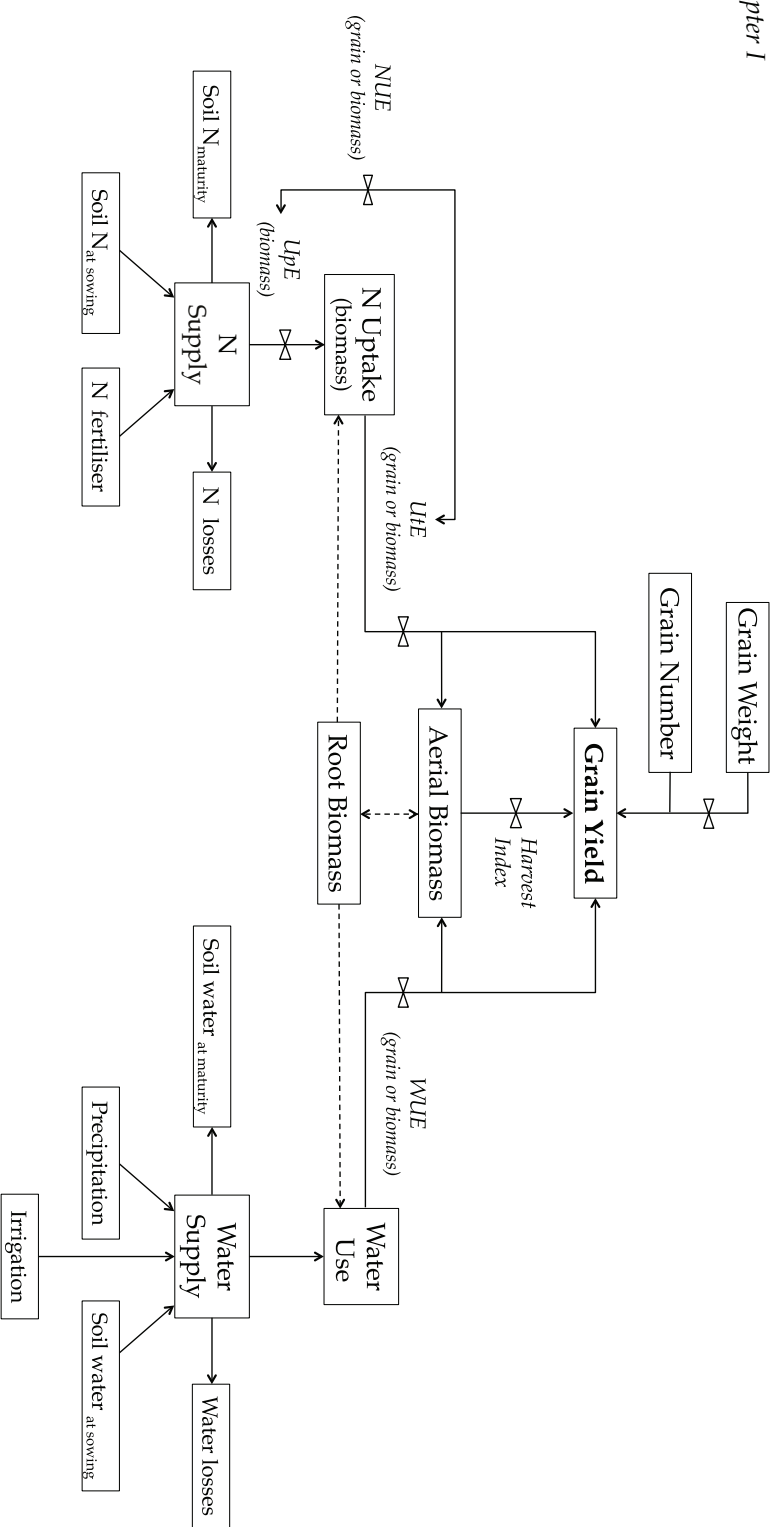 pter I
Grain Weight
Grain Number
Grain Yield
Harvest
Index
Aerial Biomass
Root Biomass
NUE
(grain or biomass)
UtE
(grain or biomass)
WUE
(grain or biomass)
N Uptake
(biomass)
Water
Use
UpE
(biomass)
Soil N maturity
N
Supply
N losses
Soil N at sowing
N fertiliser
Soil water at maturity
Water
Supply
Water losses
Precipitation
Soil water at sowing
Irrigation